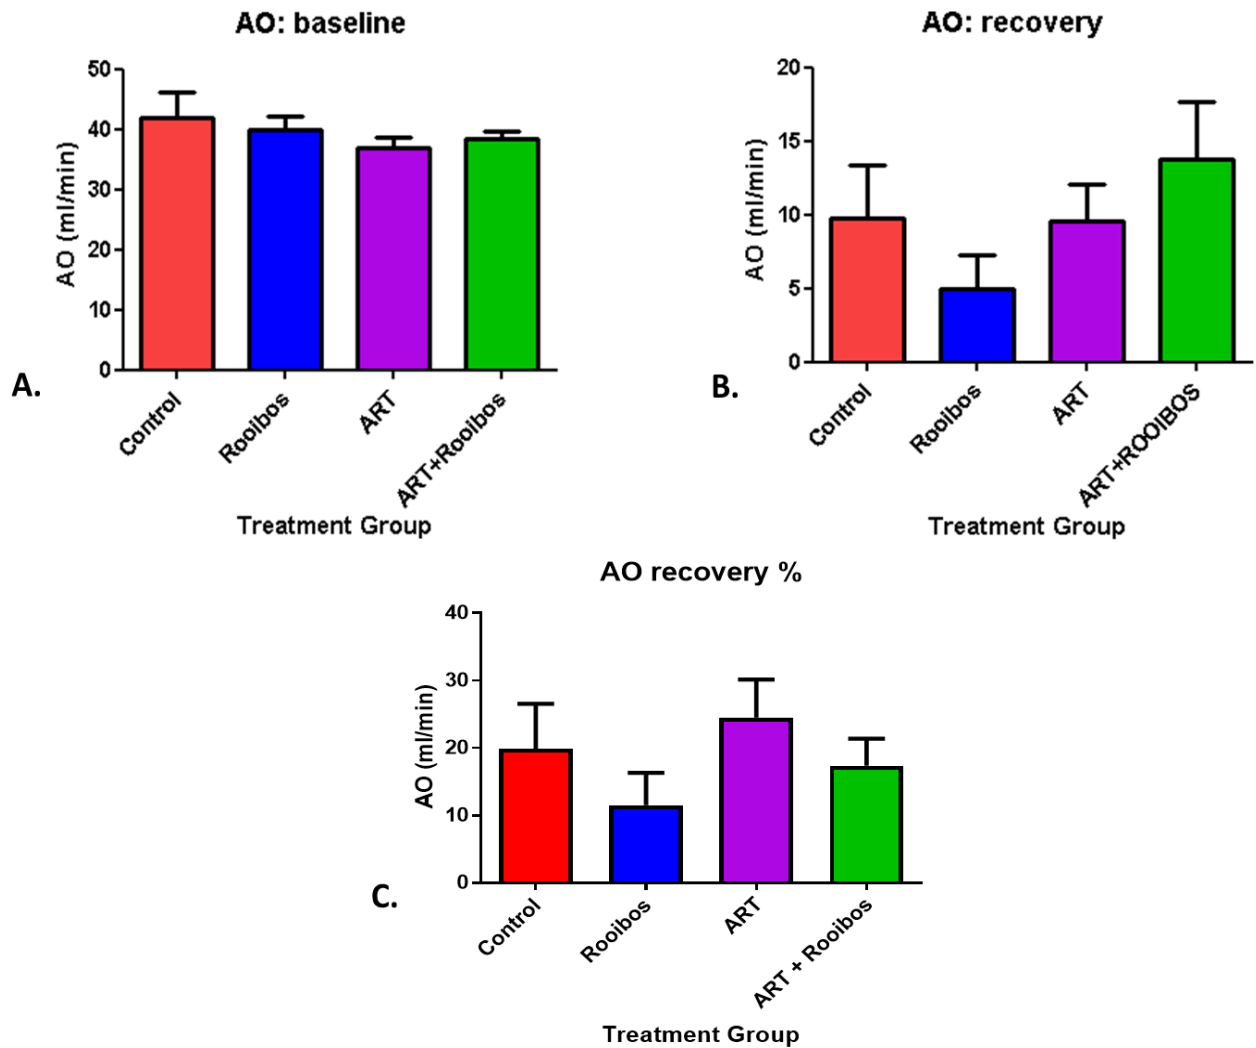 AO: baseline
50
40
30
20
10
0
AO (ml/min)
Control
Rooibos
ART
ART+Rooibos
Treatment Group
A.
AO: recovery
20
15
10
5
0
AO (ml/min)
Control
Rooibos
ART
ART+ROOIBOS
Treatment Group
B.
AO recovery %
40
30
20
10
0
AO (ml/min)
Control
Rooibos
ART
ART + Rooibos
Treatment Group
C.